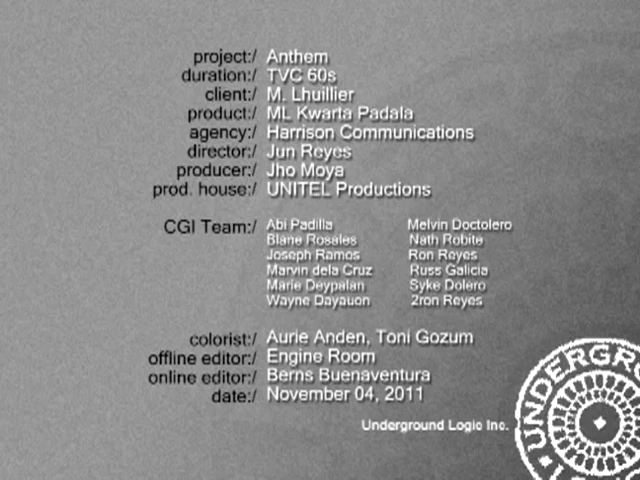 project:/ Anthem
duration:/ TVC 60s
client:/ M. Lhuillier
product:/ ML Kwarta Padala
agency:/ Harrison Communications
director:/ Jun Reyes
producer:/ Jho Moya
prod. house:/ UNITEL Productions
CGI Team:/ Abi Padilla Melvin Doctolero
Blane Rosales Nath Robite
Joseph Ramos Ron Reyes
Marvin dela Cruz Russ Galicia
Marie Deypalan Syke Dolero
Wayne Dayauon 2ron Reyes
colorist:/ Aurie Anden, Toni Gozum
offline editor:/ Engine Room
online editor:/ Berns Buenaventura
date:/ November 04, 2011
Underground Logic Inc.
UNDERGRO